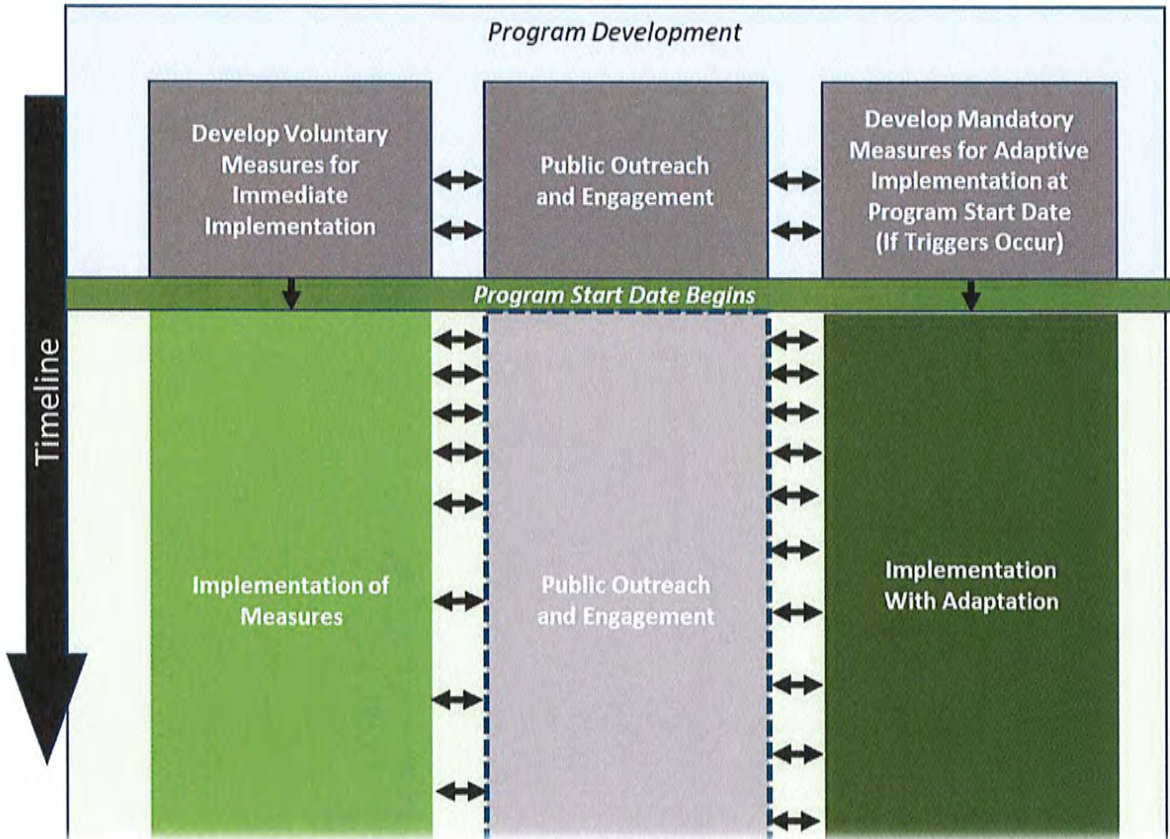 Program Development
Develop Voluntary
Measures for
Immediate
Implementation
Public Outreach
and Engagement
Develop Mandatory
Measures for Adaptive
Implementation at
Program Start Date
(If Triggers Occur)
Program Start Date Begins
Timeline
Implementation of
Measures
Public Outreach
and Engagement
Implementation
With Adaptation